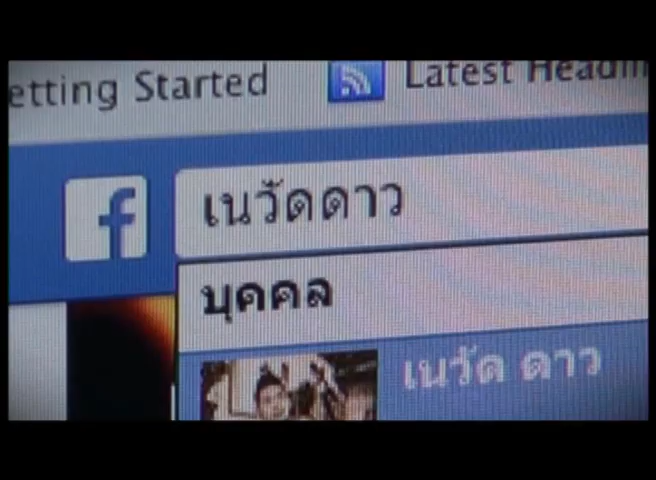 etting Started
Latest Headlin
f
เนวัดดาว
บุคคล
เนวัด ดาว